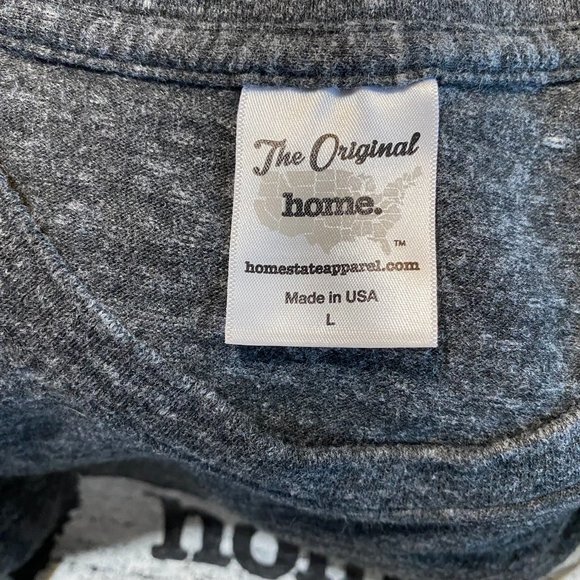 The Original
home.
TM
homestateapparel.com
Made in USA
L